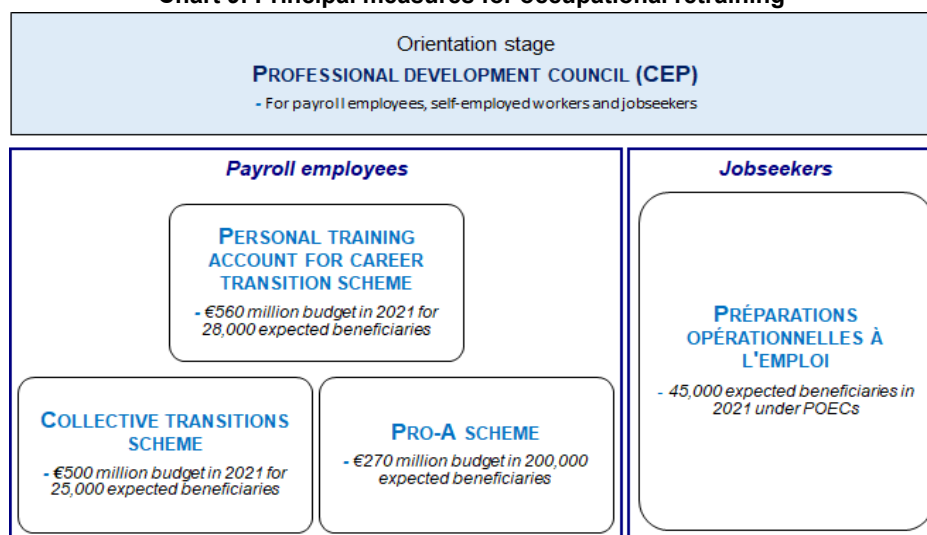 Orientation stage
PROFESSIONAL DEVELOPMENT COUNCIL (CEP)
- For payroll employees, self-employed workers and jobseekers
Payroll employees
PERSONAL TRAINING
ACCOUNT FOR CAREER
TRANSITION SCHEME
- €560 million budget in 2021 for
28,000 expected beneficiaries
COLLECTIVE TRANSITIONS
SCHEME
- €500 million budget in 2021 for
25,000 expected beneficiaries
PRO-A SCHEME
- €270 million budget in 200,000
expected beneficiaries
Jobseekers
PRÉPARATIONS
OPÉRATIONNELLES À
L'EMPLOI
- 45,000 expected beneficiaries in
2021 under POECs